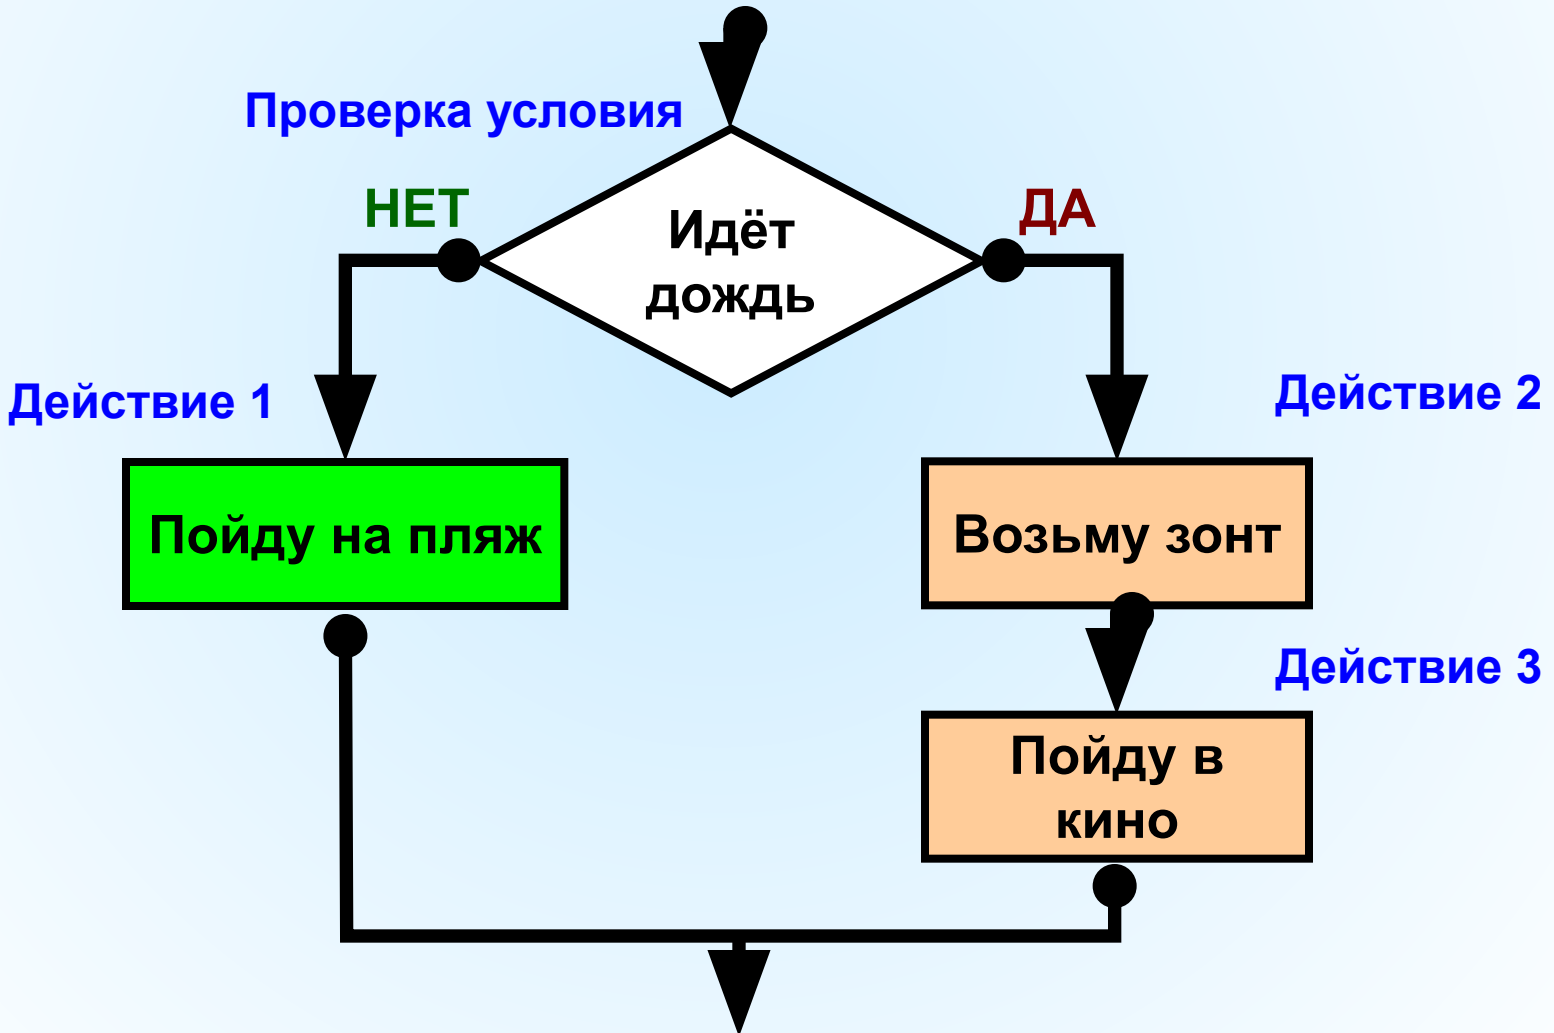 Проверка условия
НЕТ
ДА
Идёт
дождь
Действие 1
Действие 2
Пойду на пляж
Возьму зонт
Действие 3
Пойду в
кино